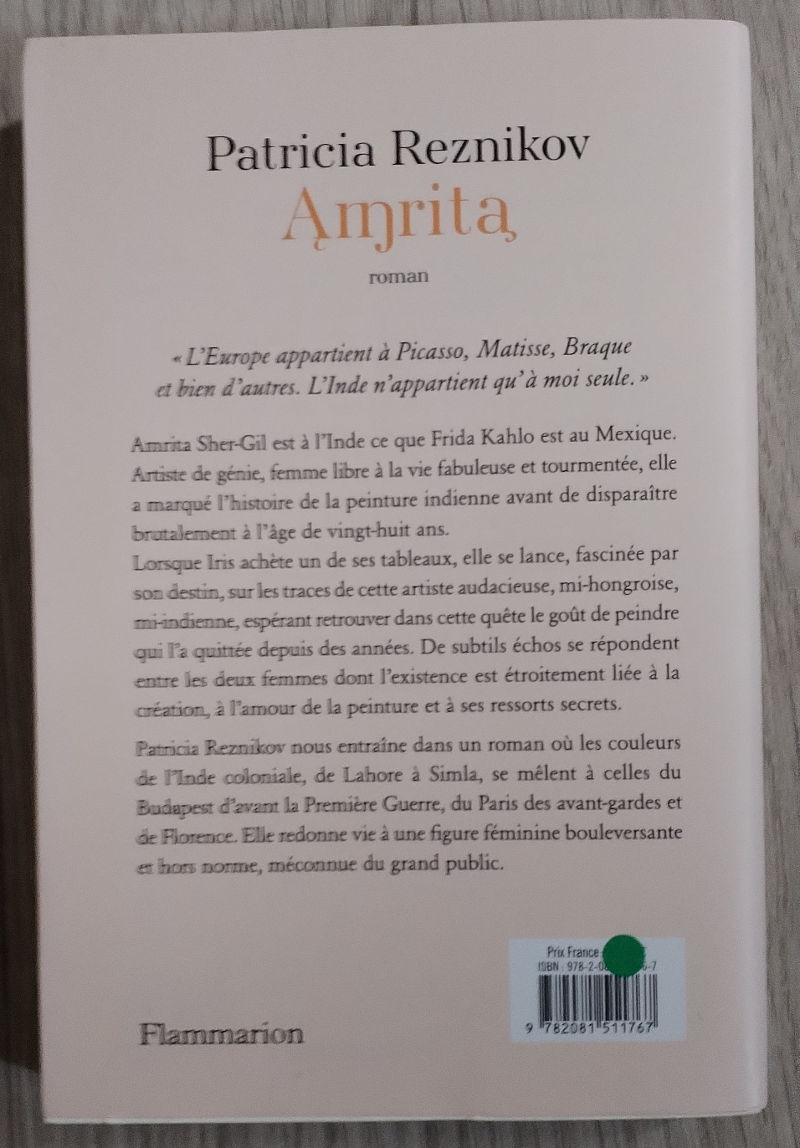 Patricia Reznikov
Amrita
roman
« L'Europe appartient à Picasso, Matisse, Braque
et bien d'autres. L'Inde n'appartient qu'à moi seule. »
Amrita Sher-Gil est à l'Inde ce que Frida Kahlo est au Mexique.
Artiste de génie, femme libre à la vie fabuleuse et tourmentée, elle
a marqué l'histoire de la peinture indienne avant de disparaître
brutalement à l'âge de vingt-huit ans.
Lorsque Iris achète un de ses tableaux, elle se lance, fascinée par
son destin, sur les traces de cette artiste audacieuse, mi-hongroise,
mi-indienne, espérant retrouver dans cette quête le goût de peindre
qui l'a quittée depuis des années. De subtils échos se répondent
entre les deux femmes dont l'existence est étroitement liée à la
création, à l'amour de la peinture et à ses ressorts secrets.
Patricia Reznikov nous entraîne dans un roman où les couleurs
de l'Inde coloniale, de Lahore à Simla, se mêlent à celles du
Budapest d'avant la Première Guerre, du Paris des avant-gardes et
de Florence. Elle redonne vie à une figure féminine bouleversante
et hors norme, méconnue du grand public.
Prix France
ISBN : 978-2-0 6-7
9 782081 511767
Flammarion